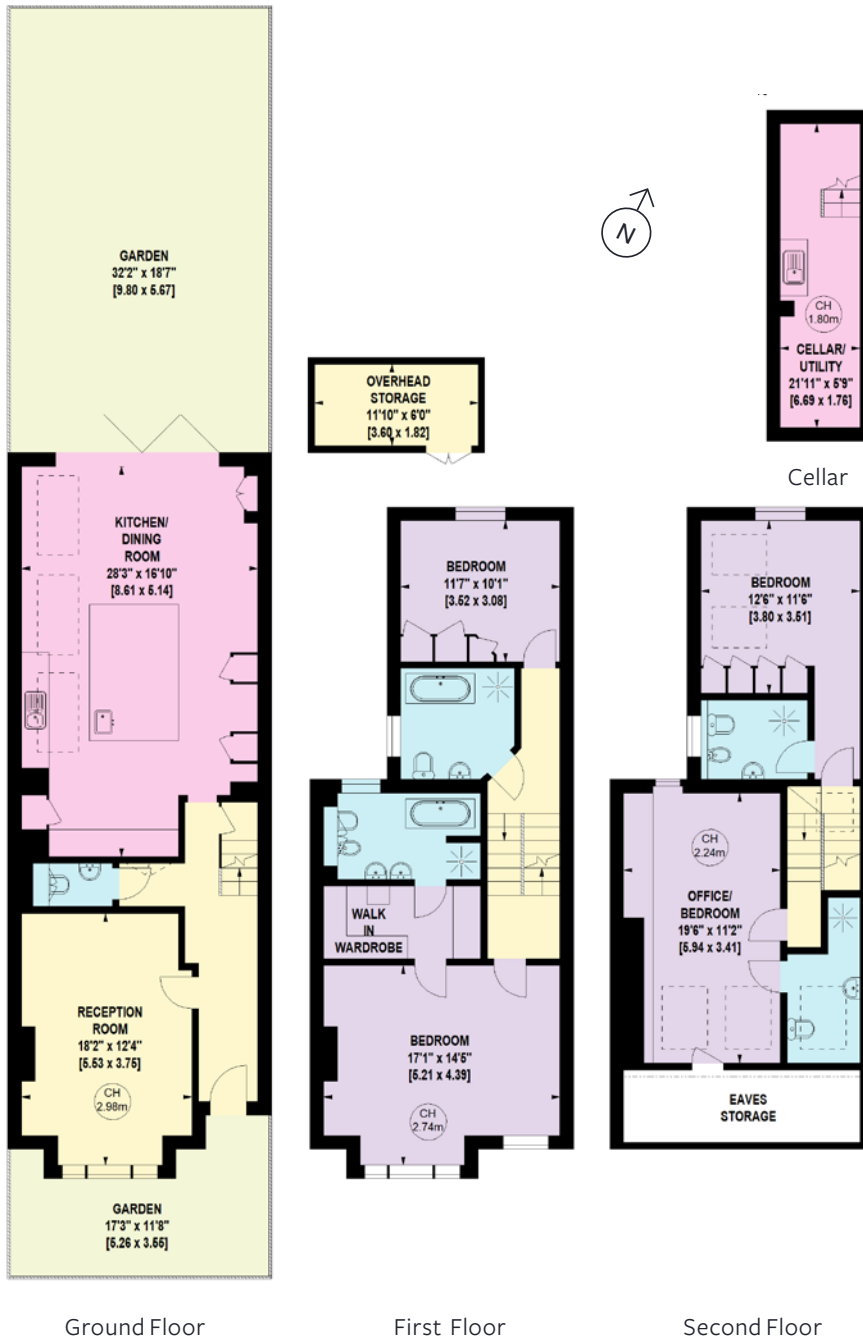 GARDEN
32'2" x 18'7"
[9.80 x 5.67]
KITCHEN/
DINING
ROOM
28'3" x 16'10"
[8.61 x 5.14]
RECEPTION
ROOM
18'2" x 12'4"
[5.53 x 3.75]
CH
2.98m
GARDEN
17'3" x 11'8"
[5.26 x 3.55]
Ground Floor
OVERHEAD
STORAGE
11'10" x 6'0"
[3.60 x 1.82]
BEDROOM
11'7" x 10'1"
[3.52 x 3.08]
WALK
IN
WARDROBE
BEDROOM
17'1" x 14'5"
[5.21 x 4.39]
CH
2.74m
First Floor
N
CH
1.80m
CELLAR/
UTILITY
21'11" x 5'9"
[6.69 x 1.76]
Cellar
BEDROOM
12'6" x 11'6"
[3.80 x 3.51]
CH
2.24m
OFFICE/
BEDROOM
19'6" x 11'2"
[5.94 x 3.41]
EAVES
STORAGE
Second Floor